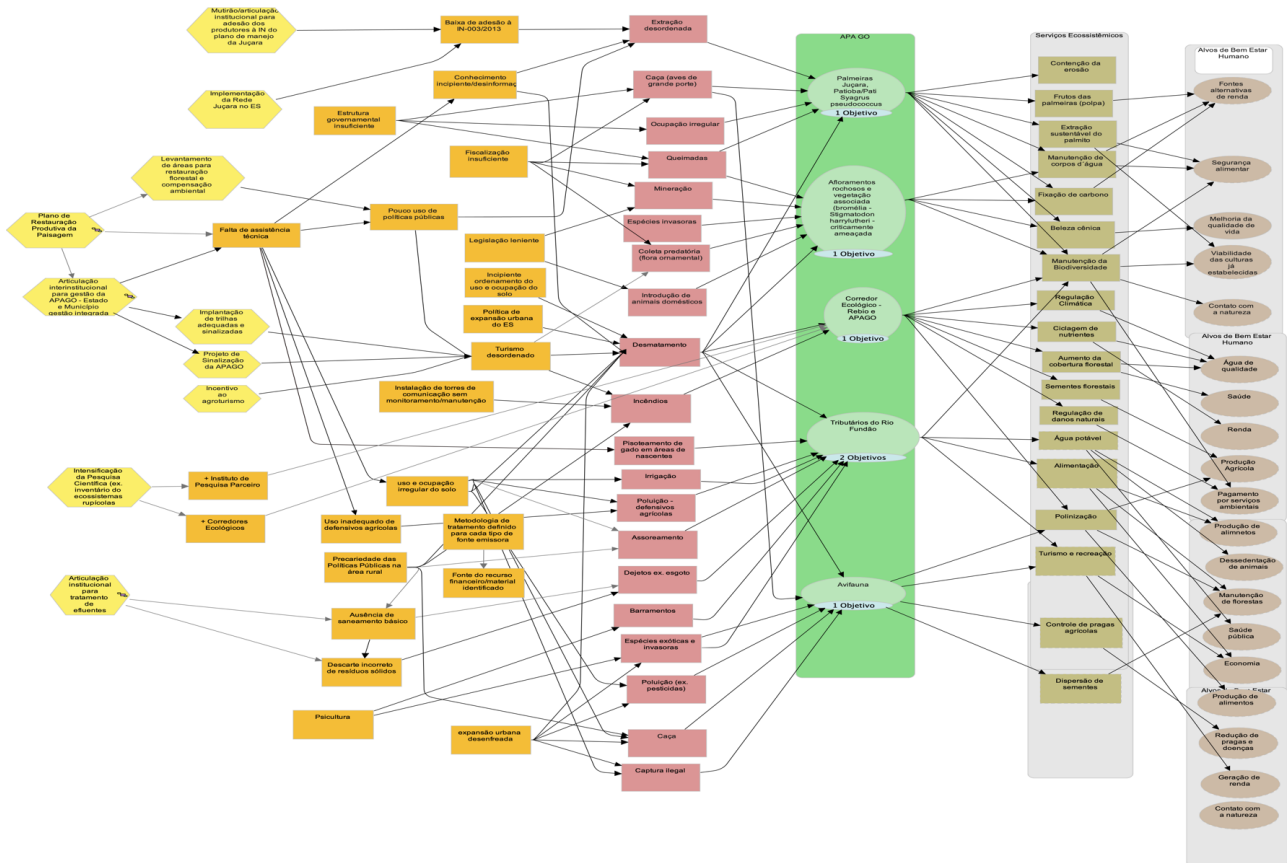 Mutirão/articulação
institucional para
adesão dos
produtores à IN do
plano de manejo
da Juçara
Implementação
da Rede
Juçara no ES
Levantamento
de áreas para
restauração
florestal e
compensação
ambiental
Plano de
Restauração
Produtiva da
Paisagem
Articulação
interinstitucional
para gestão da
APAGO - Estado
e Município
gestão integrada
Implantação
de trilhas
adequadas e
sinalizadas
Projeto de
Sinalização
da APAGO
Incentivo
ao
agroturismo
Intensificação
da Pesquisa
Científica (ex.
inventário do
ecossistemas
rupícolas
Articulação
institucional
para
tratamento
de
efluentes
Baixa de adesão à
IN-003/2013
Conhecimento
incipiente/desinformaç
Estrutura
governamental
insuficiente
Fiscalização
insuficiente
Pouco uso de
políticas públicas
Falta de assistência
técnica
Legislação leniente
Incipiente
ordenamento do
uso e ocupação do
solo
Política de
expansão urbana
do ES
Turismo
desordenado
Instalação de torres de
comunicação sem
monitoramento/manutenção
+ Instituto de
Pesquisa Parceiro
+ Corredores
Ecológicos
uso e ocupação
irregular do solo
Uso inadequado de
defensivos agrícolas
Metodologia de
tratamento definido
para cada tipo de
fonte emissora
Precariedade das
Políticas Públicas na
área rural
Fonte do recurso
financeiro/material
identificado
Ausência de
saneamento básico
Descarte incorreto
de resíduos sólidos
Psicultura
expansão urbana
desenfreada
Extração
desordenada
Caça (aves de
grande porte)
Ocupação irregular
Queimadas
Mineração
Espécies invasoras
Coleta predatória
(flora ornamental)
Introdução de
animais domésticos
Desmatamento
Incêndios
Pisoteamento de
gado em áreas de
nascentes
Irrigação
Poluição -
defensivos
agrícolas
Assoreamento
Dejetos ex. esgoto
Barramentos
Espécies exóticas e
invasoras
Poluição (ex.
pesticidas)
Caça
Captura ilegal
APA GO
Palmeiras
Juçara,
Patioba/Pati
Syagrus
pseudococcus
1 Objetivo
Afloramentos
rochosos e
vegetação
associada
(bromélia -
Stigmatodon
harrylutheri -
criticamente
ameaçada
1 Objetivo
Corredor
Ecológico -
Rebio e
APAGO
1 Objetivo
Tributários do Rio
Fundão
2 Objetivos
Avifauna
1 Objetivo
Serviços Ecossistêmicos
Contenção da
erosão
Frutos das
palmeiras (polpa)
Extração
sustentável do
palmito
Manutenção de
corpos d´água
Fixação de carbono
Beleza cênica
Manutenção da
Biodiversidade
Regulação
Climática
Ciclagem de
nutrientes
Aumento da
cobertura florestal
Sementes florestais
Regulação de
danos naturais
Água potável
Alimentação
Polinização
Turismo e recreação
Controle de pragas
agrícolas
Dispersão de
sementes
Alvos de Bem Estar
Humano
Fontes
alternativas
de renda
Segurança
alimentar
Melhoria da
qualidade de
vida
Viabilidade
das culturas
já
estabelecidas
Contato com
a natureza
Alvos de Bem Estar
Humano
Água de
qualidade
Saúde
Renda
Produção
Agrícola
Pagamento
por serviços
ambientais
Produção de
alimnetos
Dessedentação
de animais
Manutenção
de florestas
Saúde
pública
Economia
Alvos de Bem Estar
Produção de
alimentos
Redução de
pragas e
doenças
Geração de
renda
Contato com
a natureza